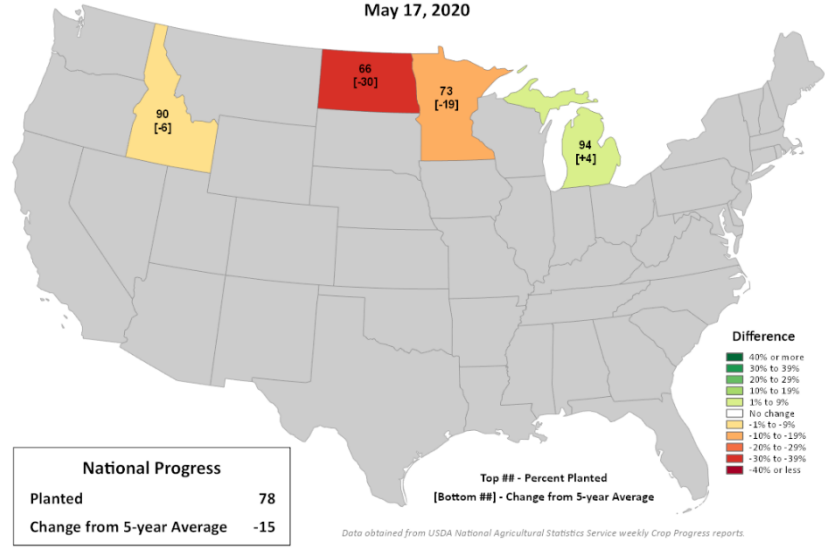 May 17, 2020
66
[-30]
73
[-19]
90
[-6]
94
[+4]
Difference
40% or more
30% to 39%
20% to 29%
10% to 19%
1% to 9%
No change
-1% to -9%
-10% to -19%
-20% to -29%
-30% to -39%
-40% or less
National Progress
Planted 78
Change from 5-year Average -15
Top ## - Percent Planted
[Bottom ##] - Change from 5-year Average
Data obtained from USDA National Agricultural Statistics Service weekly Crop Progress reports.